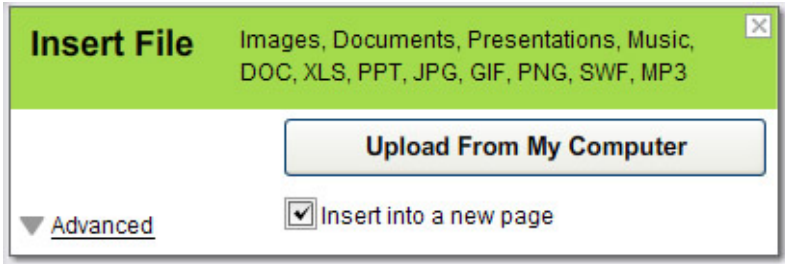 Insert File
Images, Documents, Presentations, Music,
DOC, XLS, PPT, JPG, GIF, PNG, SWF, MP3
Upload From My Computer
Advanced
Insert into a new page